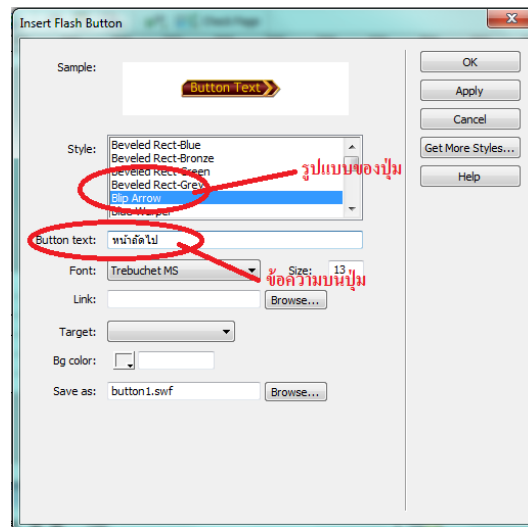 Insert Flash Button
Sample:
Button Text
OK
Apply
Cancel
Get More Styles...
Help
Style:
Beveled Rect-Blue
Beveled Rect-Bronze
Beveled Rect-Green
Beveled Rect-Grey
Blip Arrow
Blue Warper
รูปแบบของปุ่ม
Button text: หน้าถัดไป
Font: Trebuchet MS Size: 13
ข้อความบนปุ่ม
Link: Browse...
Target:
Bg color:
Save as: button1.swf Browse...